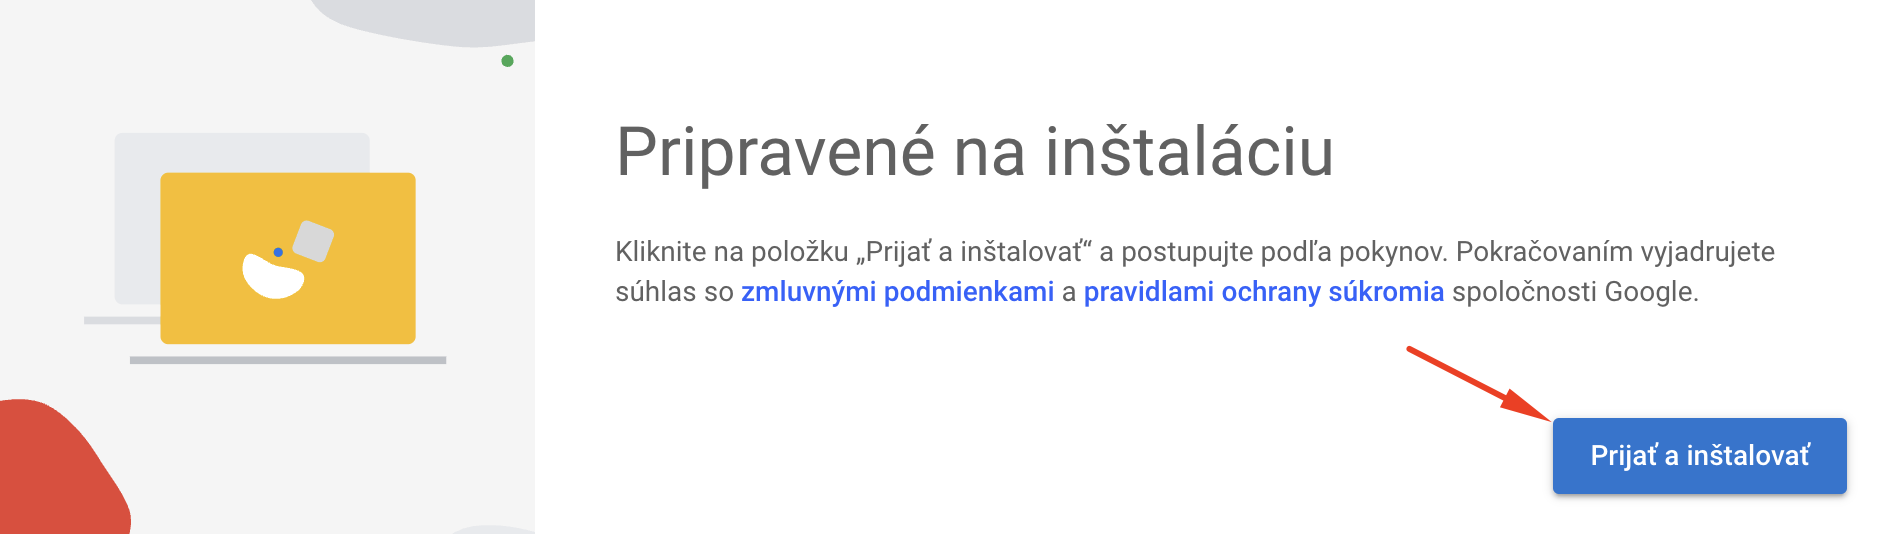 Pripravené na inštaláciu
Kliknite na položku „Prijať a inštalovať“ a postupujte podľa pokynov. Pokračovaním vyjadrujete
súhlas so zmluvnými podmienkami a pravidlami ochrany súkromia spoločnosti Google.
Prijať a inštalovať